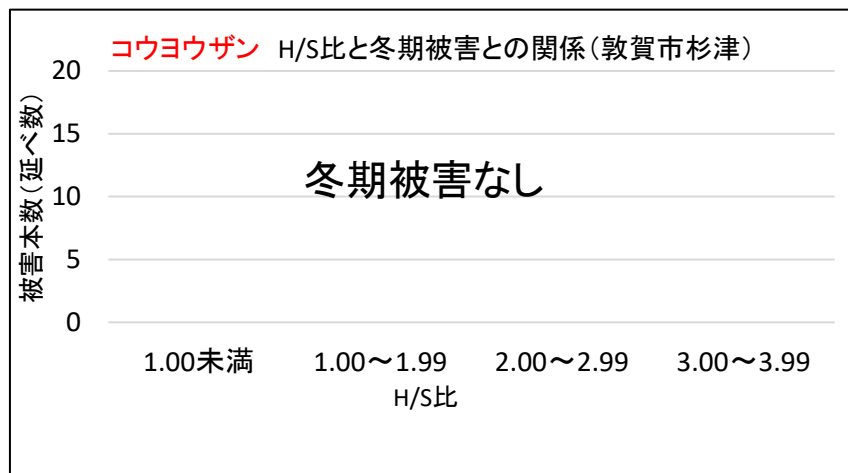 コウヨウザン H/S比と冬期被害との関係（敦賀市杉津）
被害本数（延べ数）
20
15
10
5
0
冬期被害なし
1.00未満 1.00～1.99 2.00～2.99 3.00～3.99
H/S比